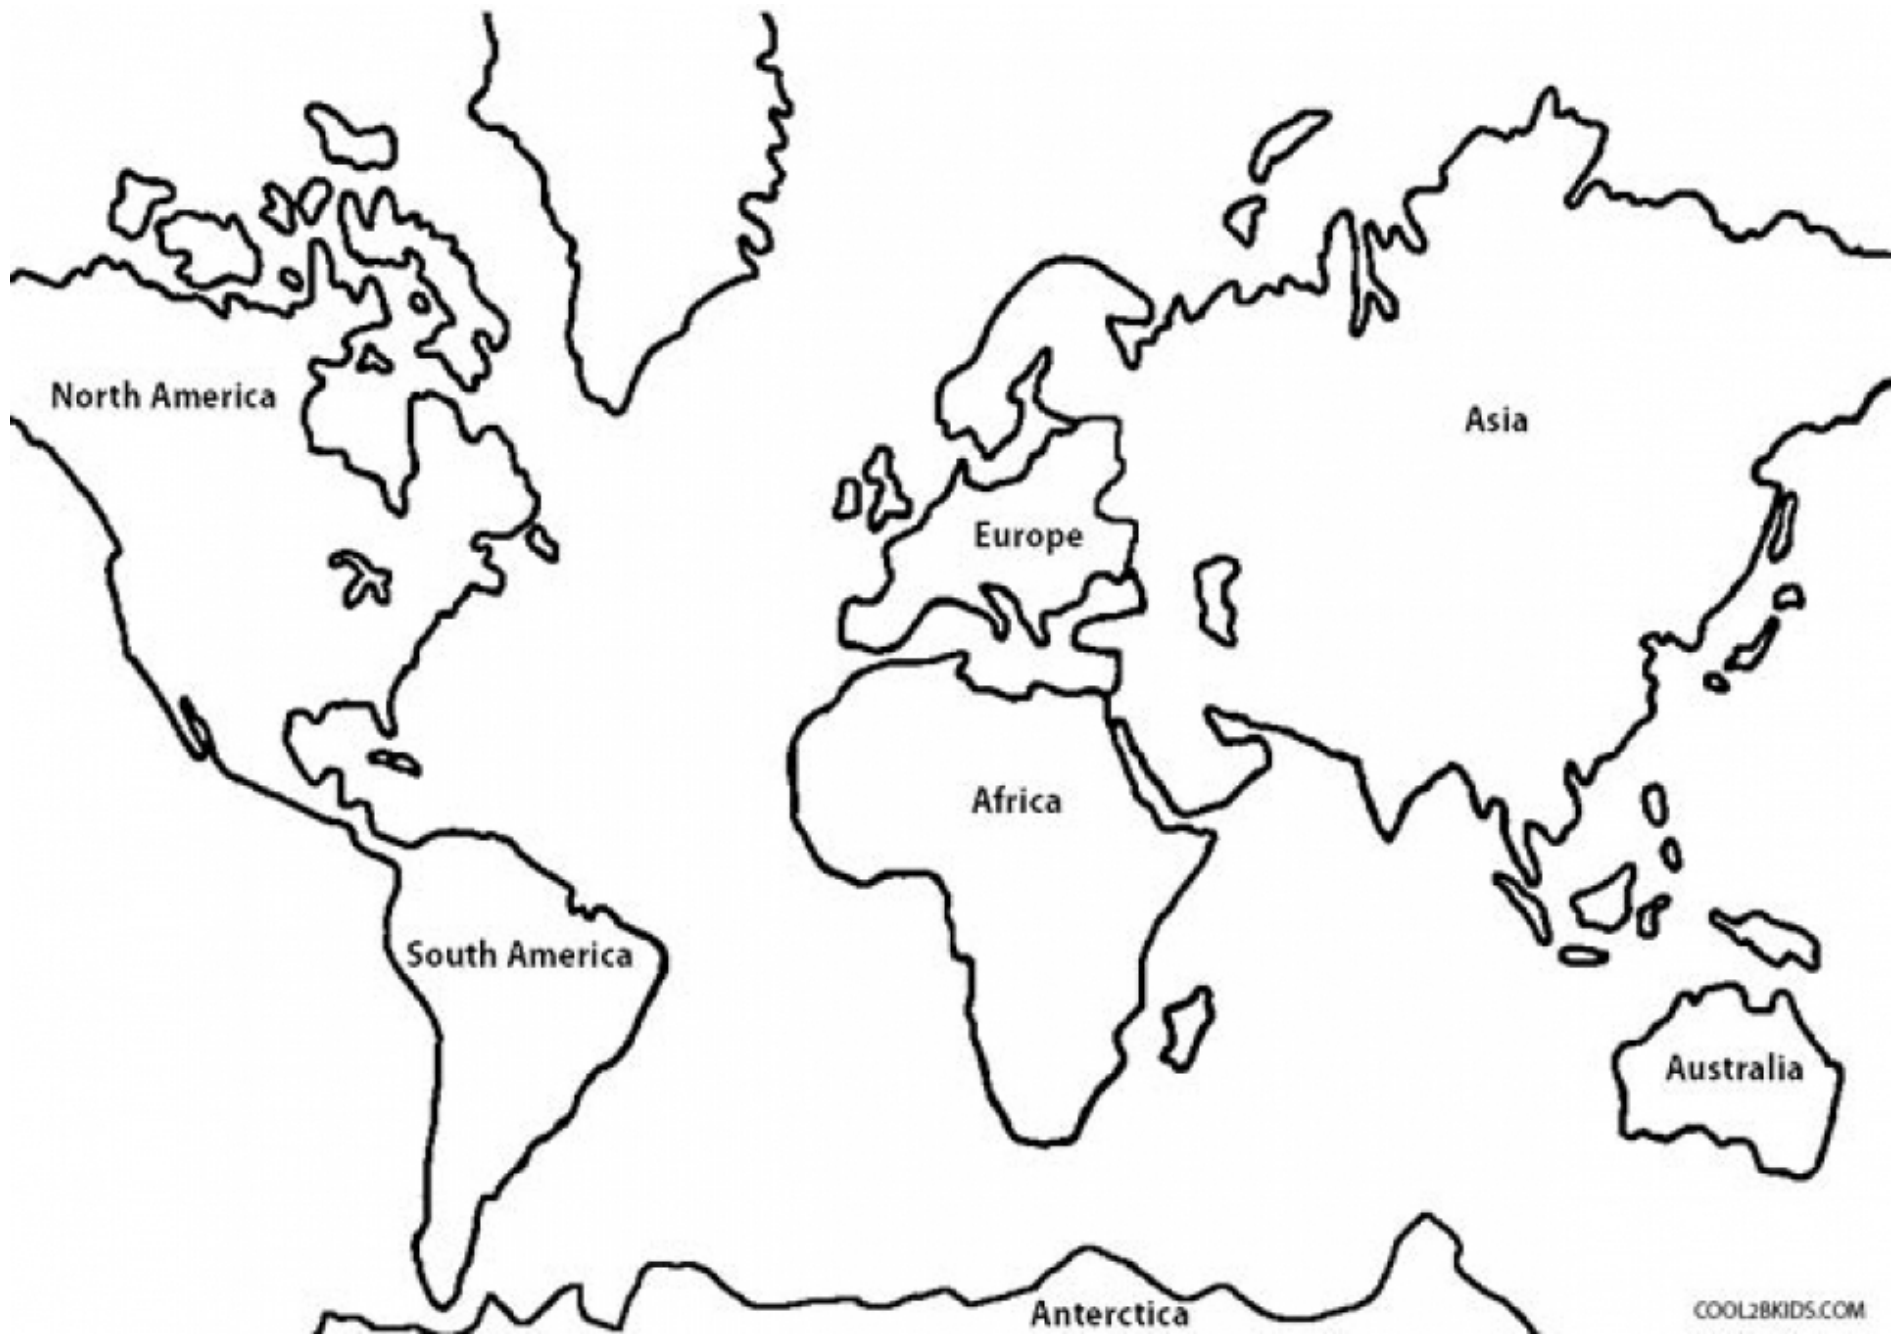 North America
Asia
Europe
Africa
South America
Australia
Anterctica
COOL2BKIDS.COM